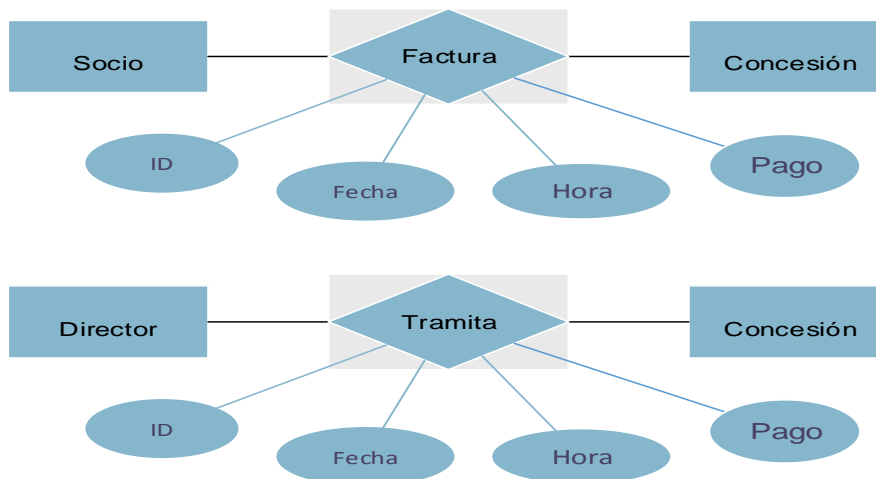 Socio
Factura
Concesión
ID
Fecha
Hora
Pago
Director
Tramita
Concesión
ID
Fecha
Hora
Pago